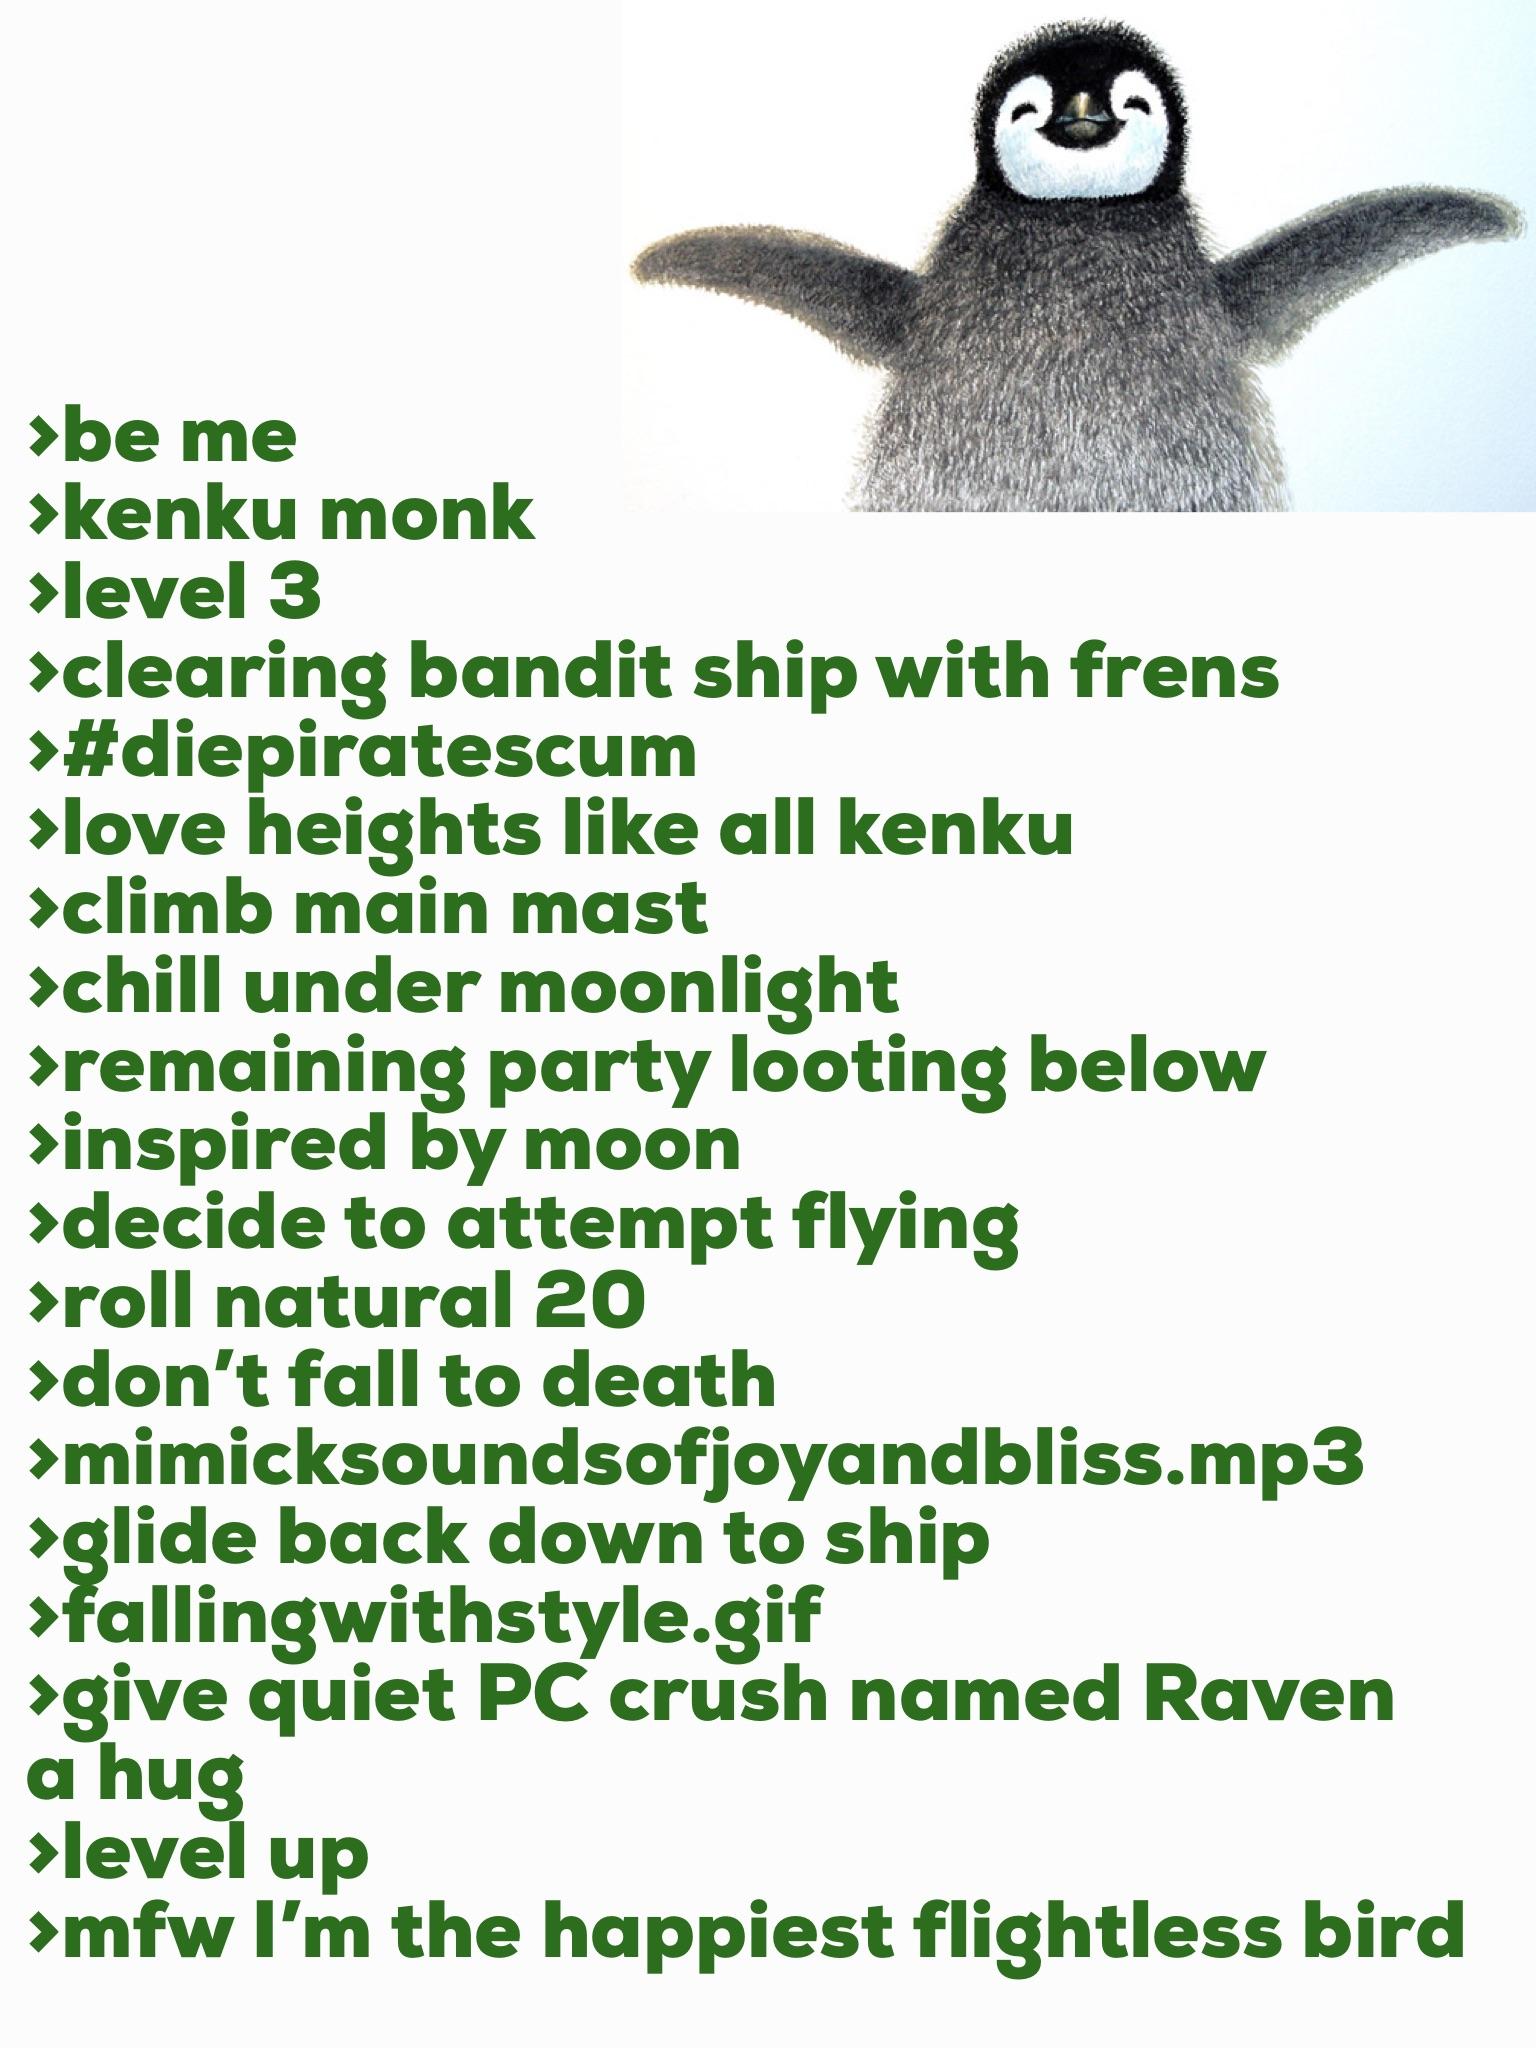 >be me
>kenku monk
>level 3
>clearing bandit ship with frens
>#diepiratescum
>love heights like all kenku
>climb main mast
>chill under moonlight
>remaining party looting below
>inspired by moon
>decide to attempt flying
>roll natural 20
>don’t fall to death
>mimicksoundsofjoyandbliss.mp3
>glide back down to ship
>fallingwithstyle.gif
>give quiet PC crush named Raven
a hug
>level up
>mfw I’m the happiest flightless bird